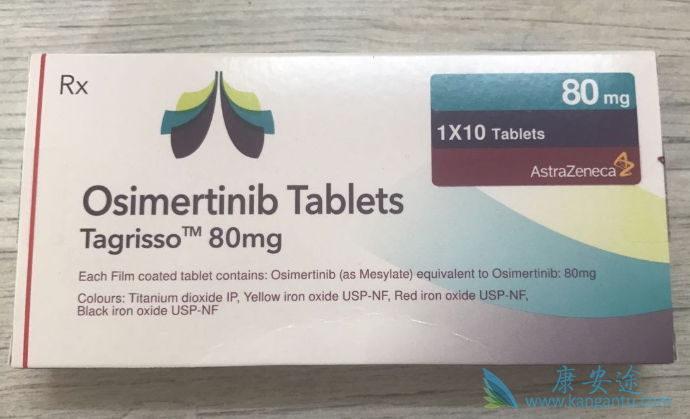 Rx
80 mg
1X10 Tablets
AstraZeneca
Osimertinib Tablets
Tagrisso™ 80mg
Each Film coated tablet contains: Osimertinib (as Mesylate) equivalent to Osimertinib: 80mg
Colours: Titanium dioxide IP, Yellow iron oxide USP-NF, Red iron oxide USP-NF,
Black iron oxide USP-NF
康安途
www.kangantu.com